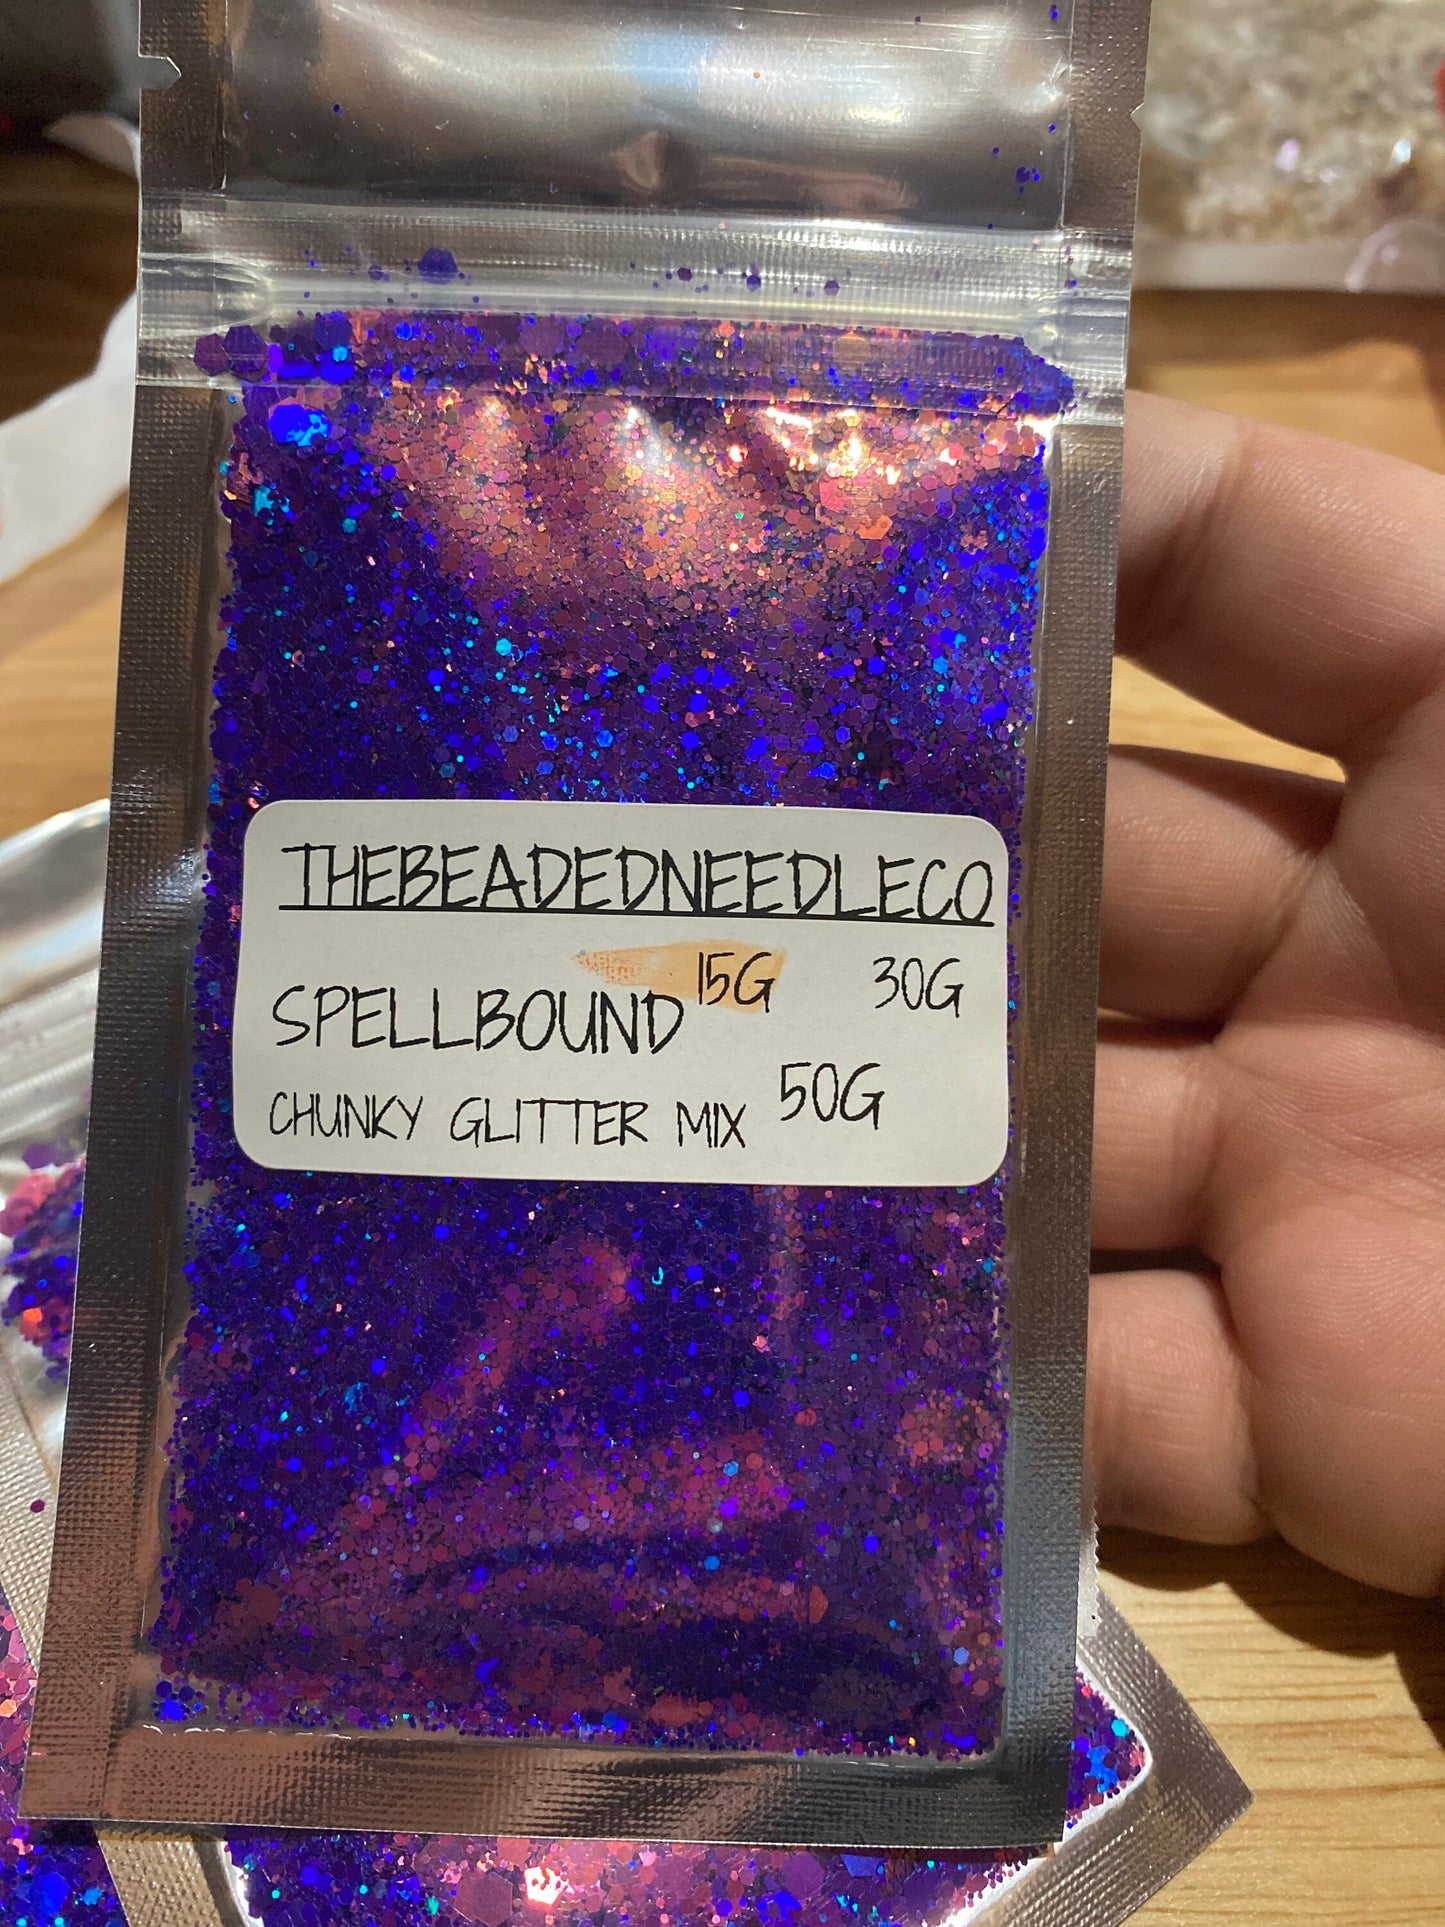 THEBEADEDNEEDLECO
15G 30G
SPELLBOUND
50G
CHUNKY GLITTER MIX